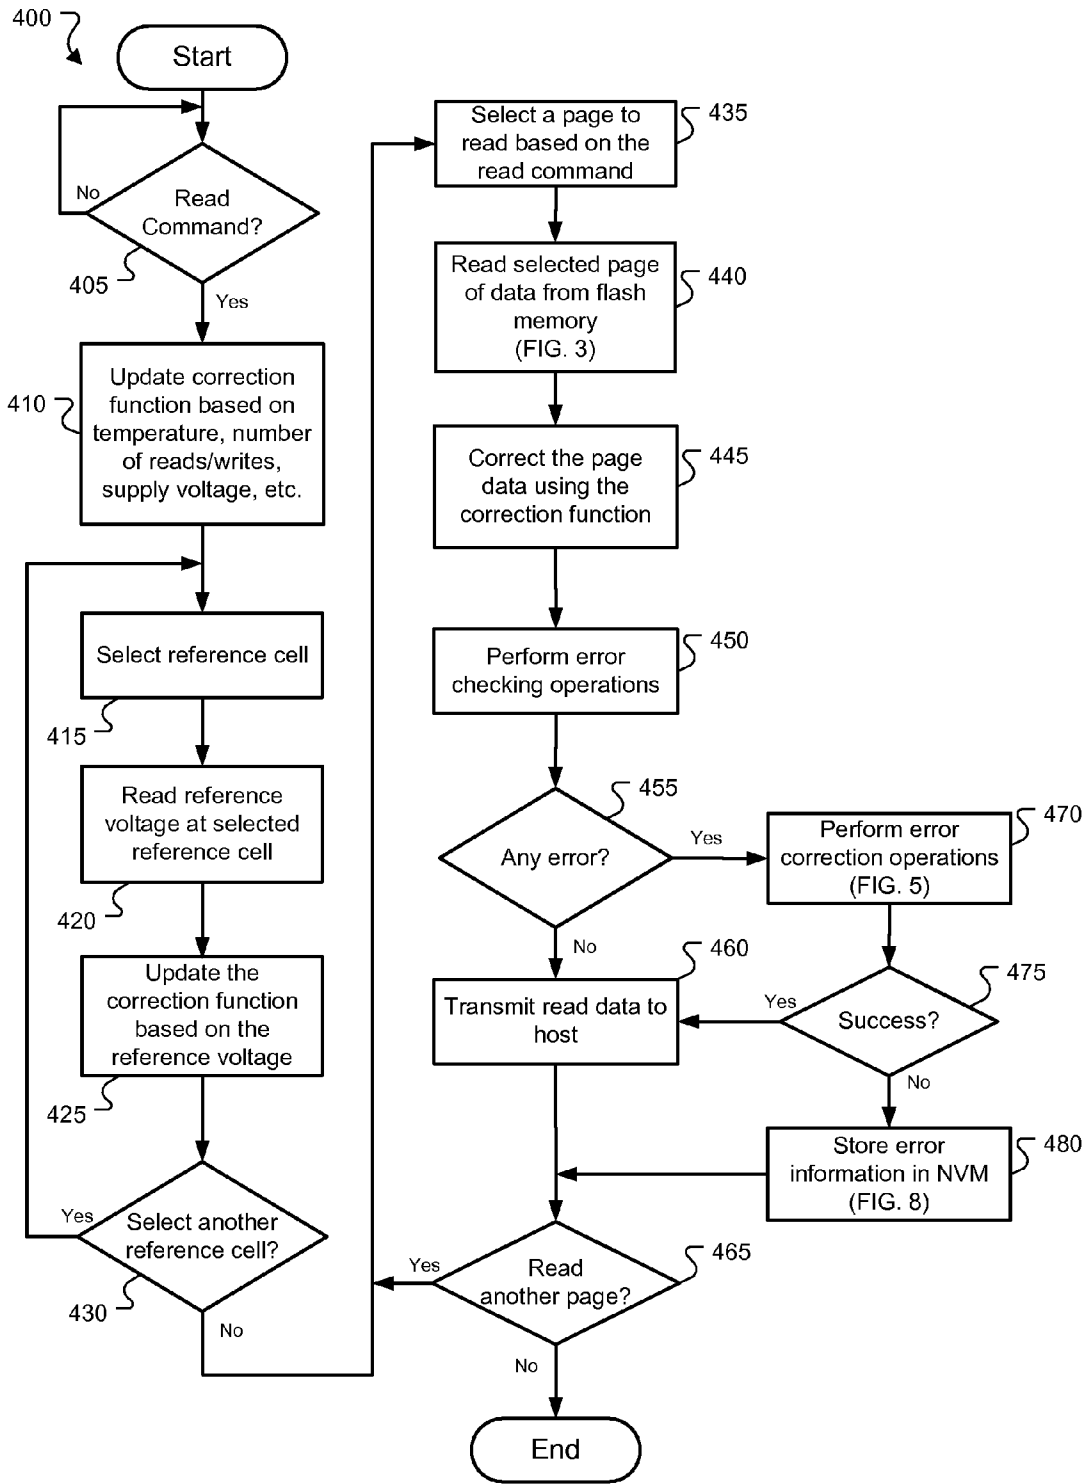 400
Start
Read
Command?
No
405
Yes
410
Update correction
function based on
temperature, number
of reads/writes,
supply voltage, etc.
Select reference cell
415
Read reference
voltage at selected
reference cell
420
Update the
correction function
based on the
reference voltage
425
Yes
Select another
reference cell?
430
No
Select a page to
read based on the
read command
435
Read selected page
of data from flash
memory
(FIG. 3)
440
Correct the page
data using the
correction function
445
Perform error
checking operations
450
455
Any error?
Yes
No
Perform error
correction operations
(FIG. 5)
470
460
Transmit read data to
host
Yes
Success?
475
No
Store error
information in NVM
(FIG. 8)
480
Yes
Read
another page?
465
No
End